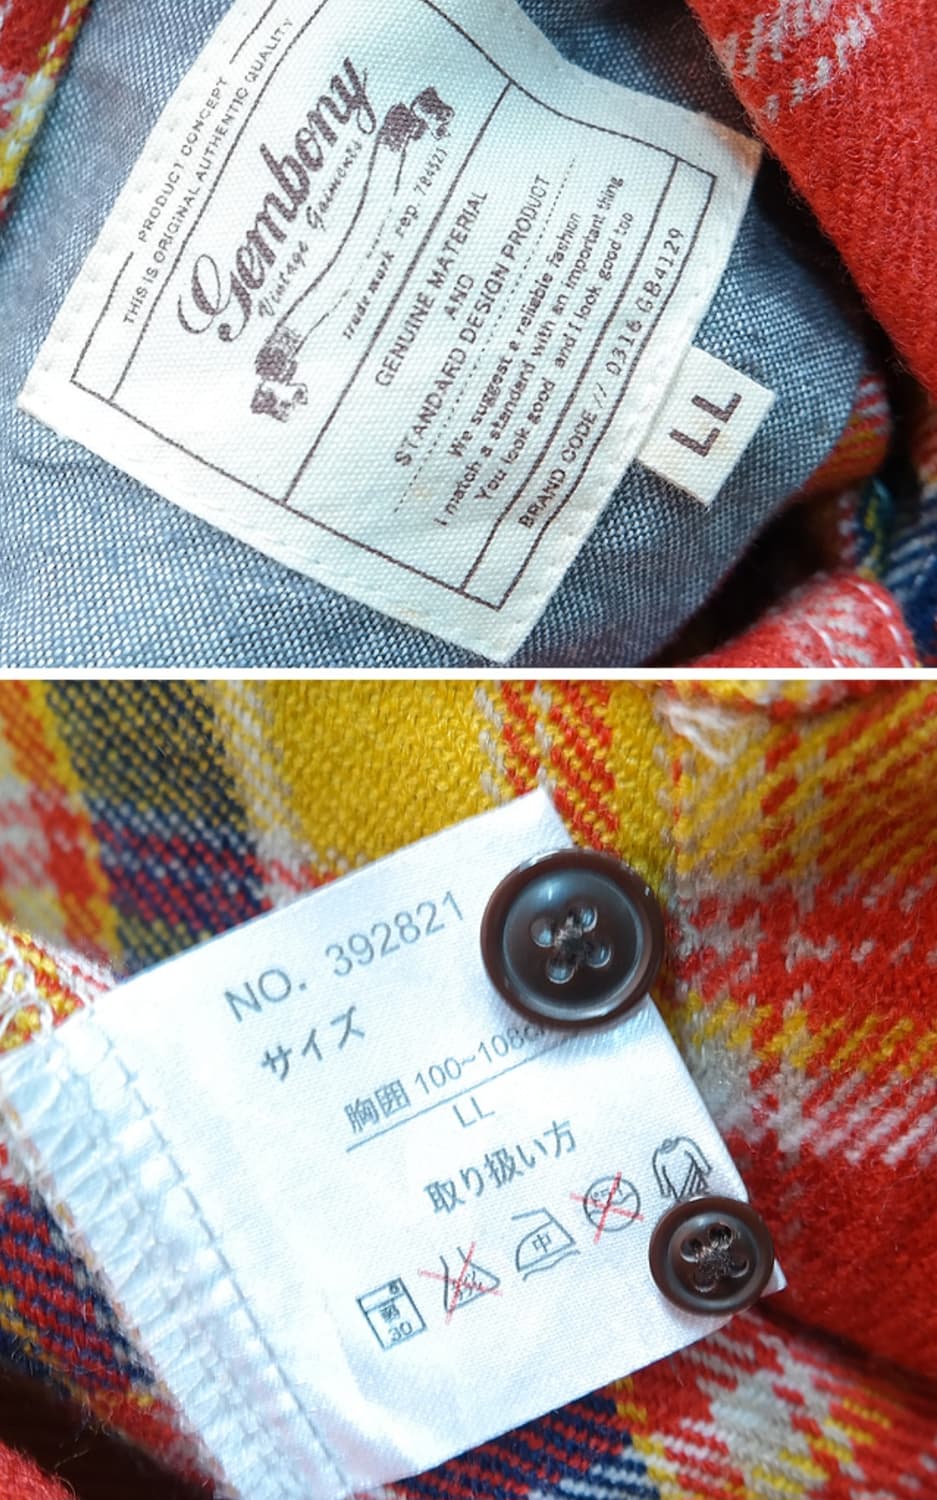 PRODUCT CONCEPT
THIS IS ORIGINAL AUTHENTIC QUALITY
Gembony
Vintage Garments
trade mark rep.
GENUINE MATERIAL
AND
STANDARD DESIGN PRODUCT
We suggest a reliable fashion
I match a standard with an important thing
You look good and I look good too
BRAND CODE // 0316 GB4129
LL
NO. 392821
サイズ
胸囲 100~108c
LL
取り扱い方
中
30